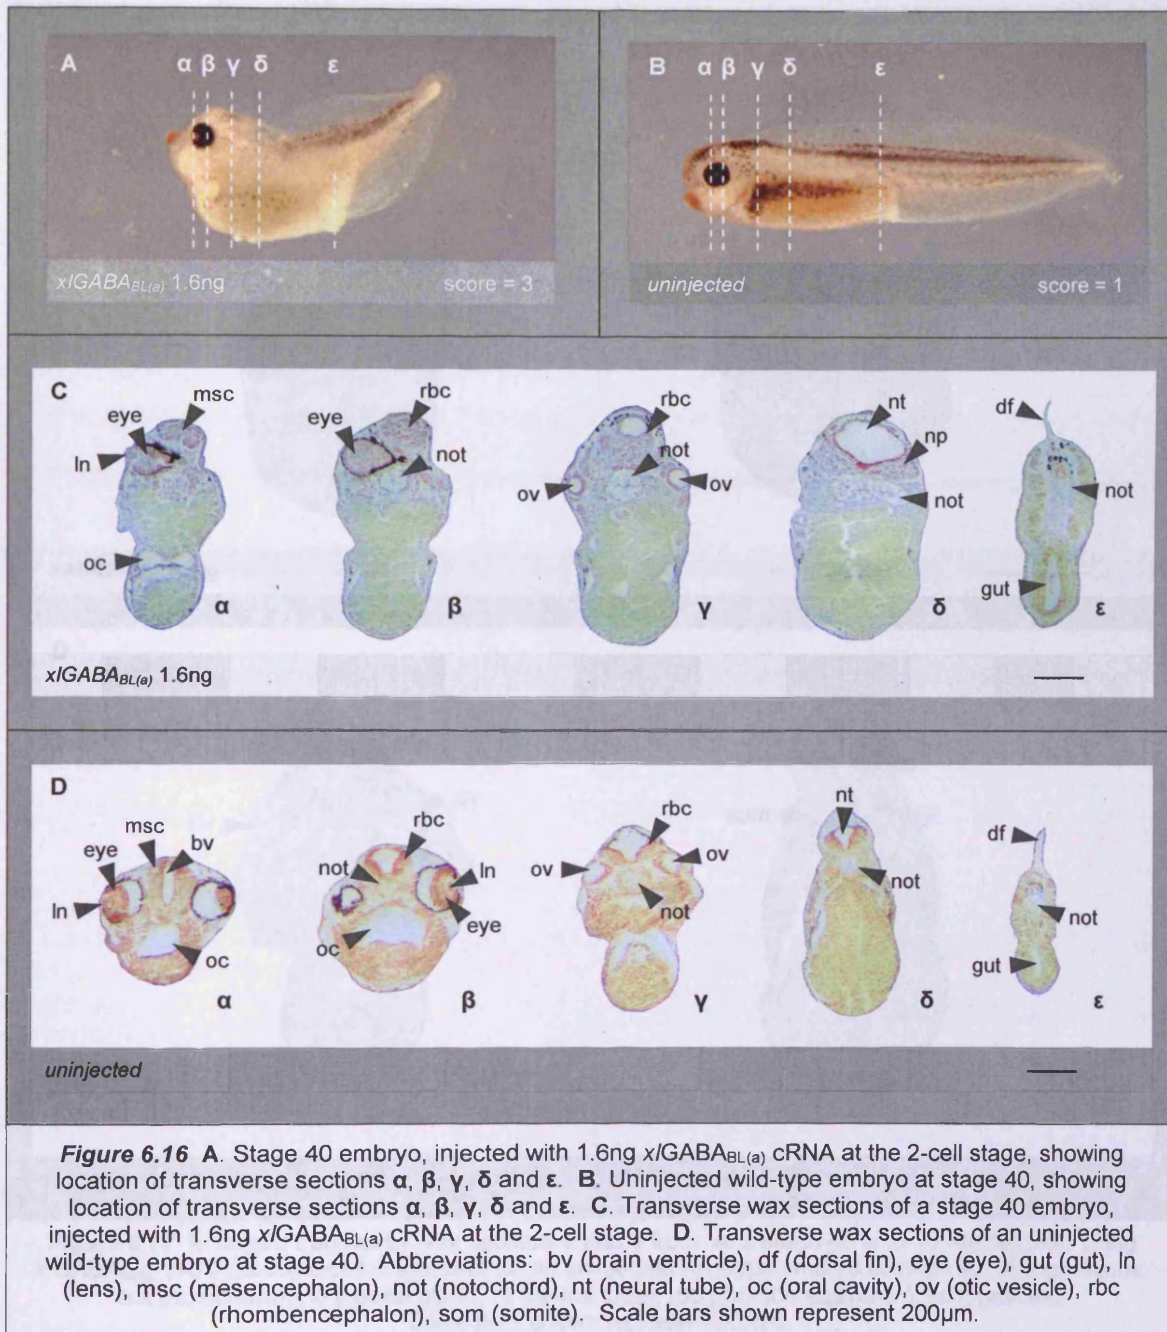 A
α β γ δ ε
xlGABABL(a) 1.6ng
score = 3
B
α β γ δ ε
uninjected
score = 1
C
eye
msc
ln
oc
α
eye
rbc
not
β
rbc
not
ov
ov
γ
nt
np
not
δ
df
not
gut
ε
xlGABABL(a) 1.6ng
D
msc
bv
eye
ln
oc
α
rbc
not
ln
oc
eye
β
rbc
ov
ov
not
γ
nt
not
δ
df
not
gut
ε
uninjected
Figure 6.16 A. Stage 40 embryo, injected with 1.6ng xlGABABL(a) cRNA at the 2-cell stage, showing
location of transverse sections α, β, γ, δ and ε. B. Uninjected wild-type embryo at stage 40, showing
location of transverse sections α, β, γ, δ and ε. C. Transverse wax sections of a stage 40 embryo,
injected with 1.6ng xlGABABL(a) cRNA at the 2-cell stage. D. Transverse wax sections of an uninjected
wild-type embryo at stage 40. Abbreviations: bv (brain ventricle), df (dorsal fin), eye (eye), gut (gut), ln
(lens), msc (mesencephalon), not (notochord), nt (neural tube), oc (oral cavity), ov (otic vesicle), rbc
(rhombencephalon), som (somite). Scale bars shown represent 200µm.